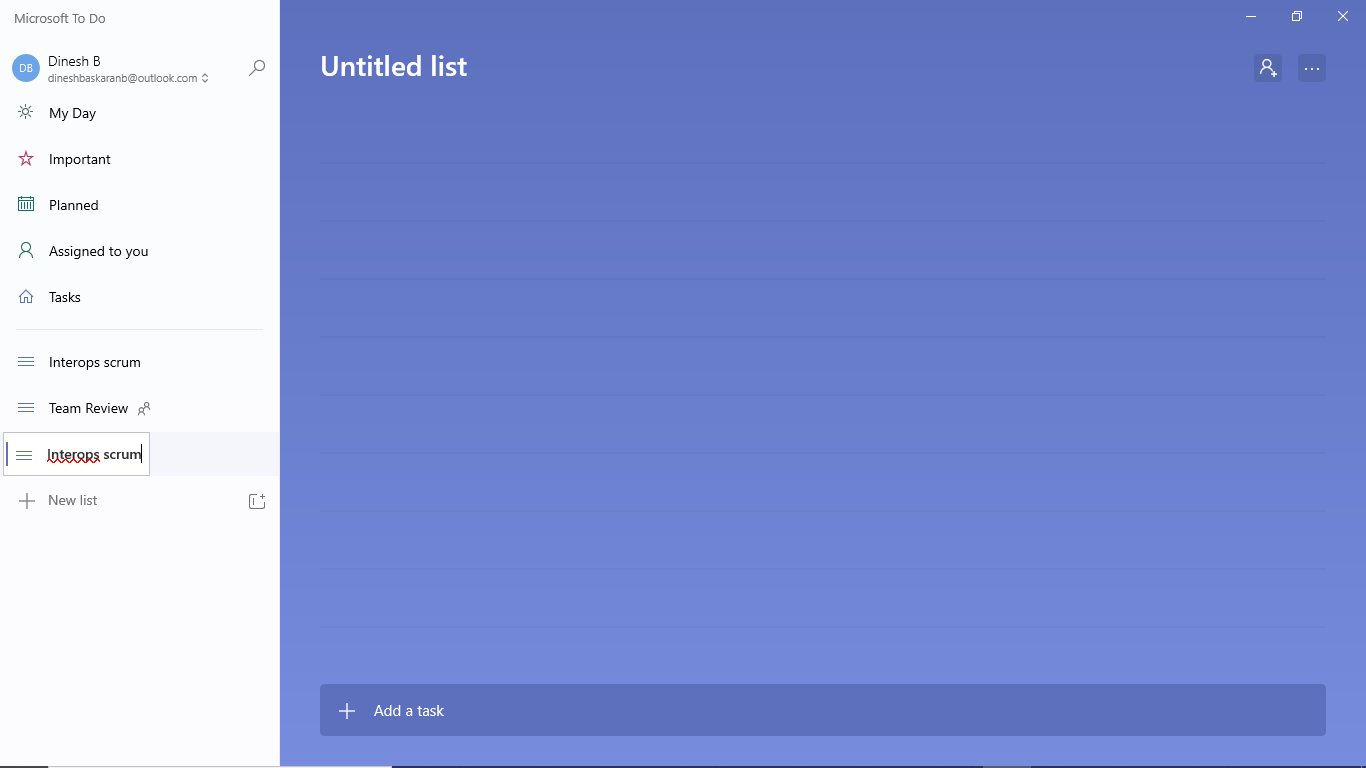 Microsoft To Do
DB
Dinesh B
dineshbaskaranb@outlook.com
My Day
Important
Planned
Assigned to you
Tasks
Interops scrum
Team Review
Interops scrum
New list
Untitled list
Add a task